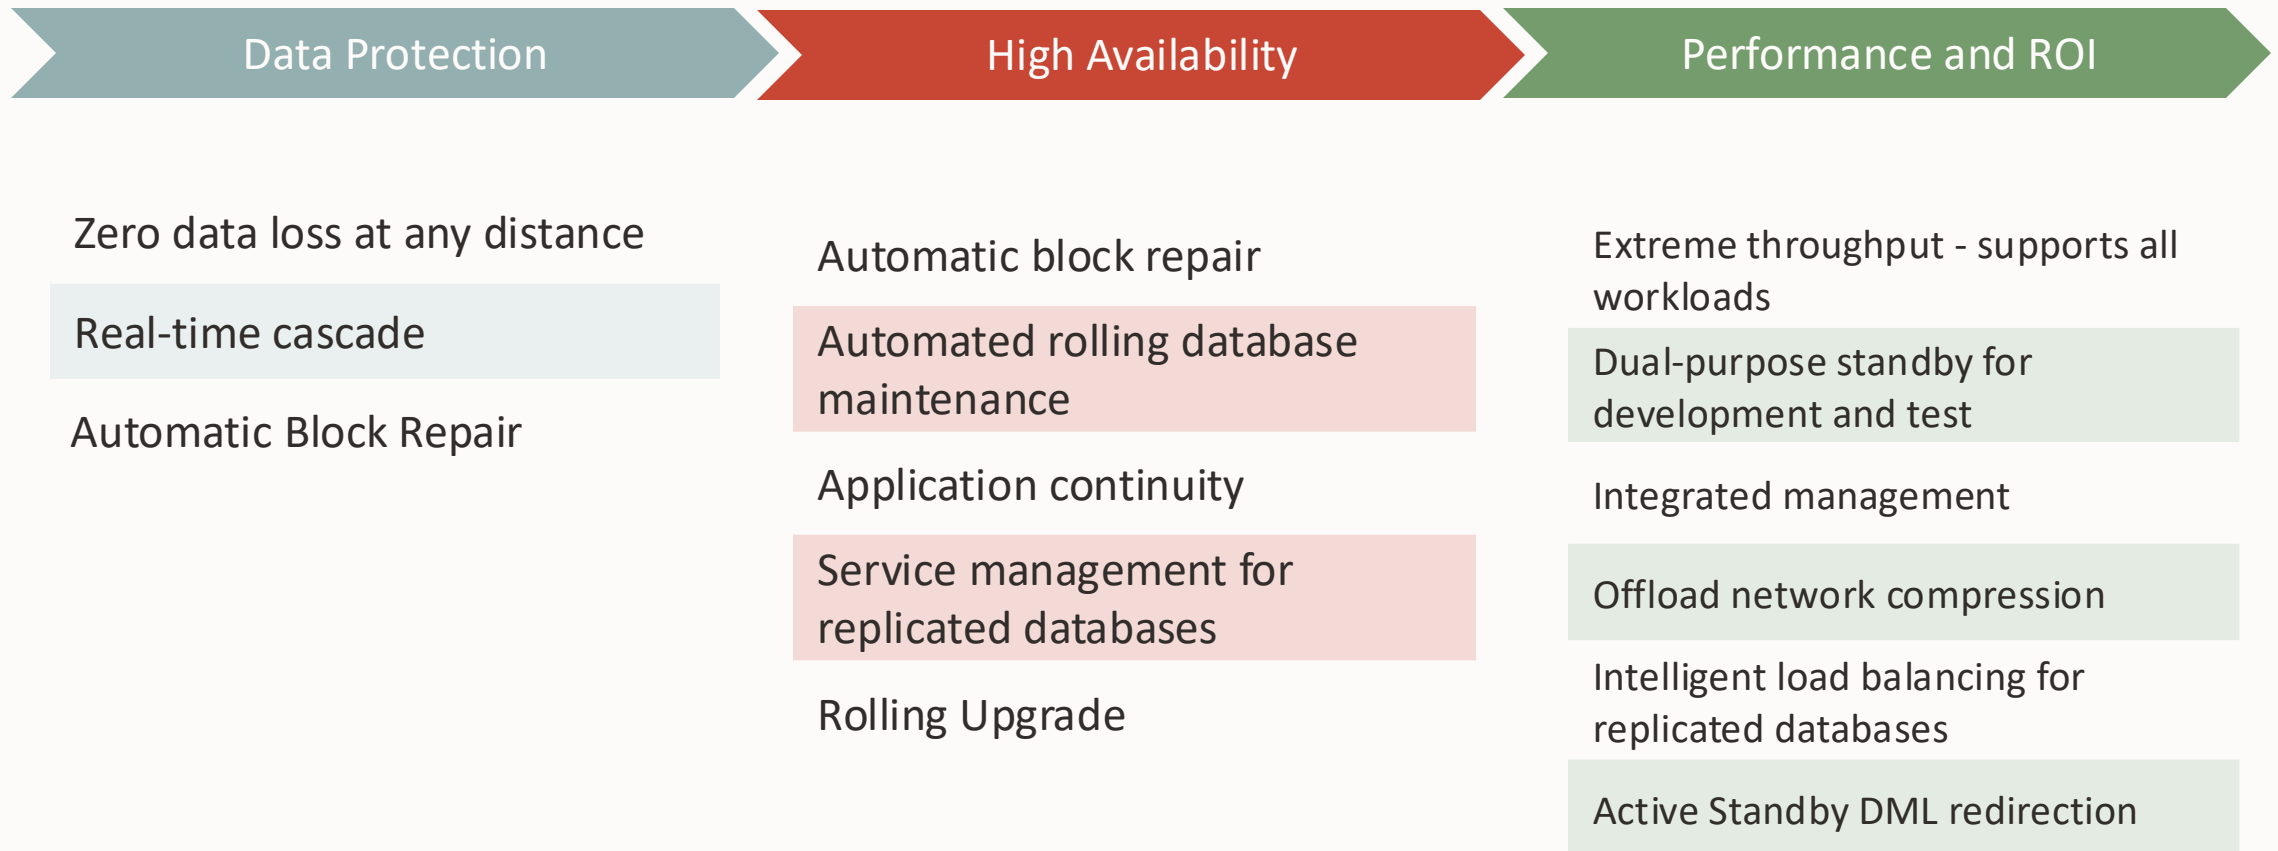 Data Protection
High Availability
Performance and ROI
Zero data loss at any distance
Real-time cascade
Automatic Block Repair
Automatic block repair
Automated rolling database
maintenance
Application continuity
Service management for
replicated databases
Rolling Upgrade
Extreme throughput - supports all
workloads
Dual-purpose standby for
development and test
Integrated management
Offload network compression
Intelligent load balancing for
replicated databases
Active Standby DML redirection